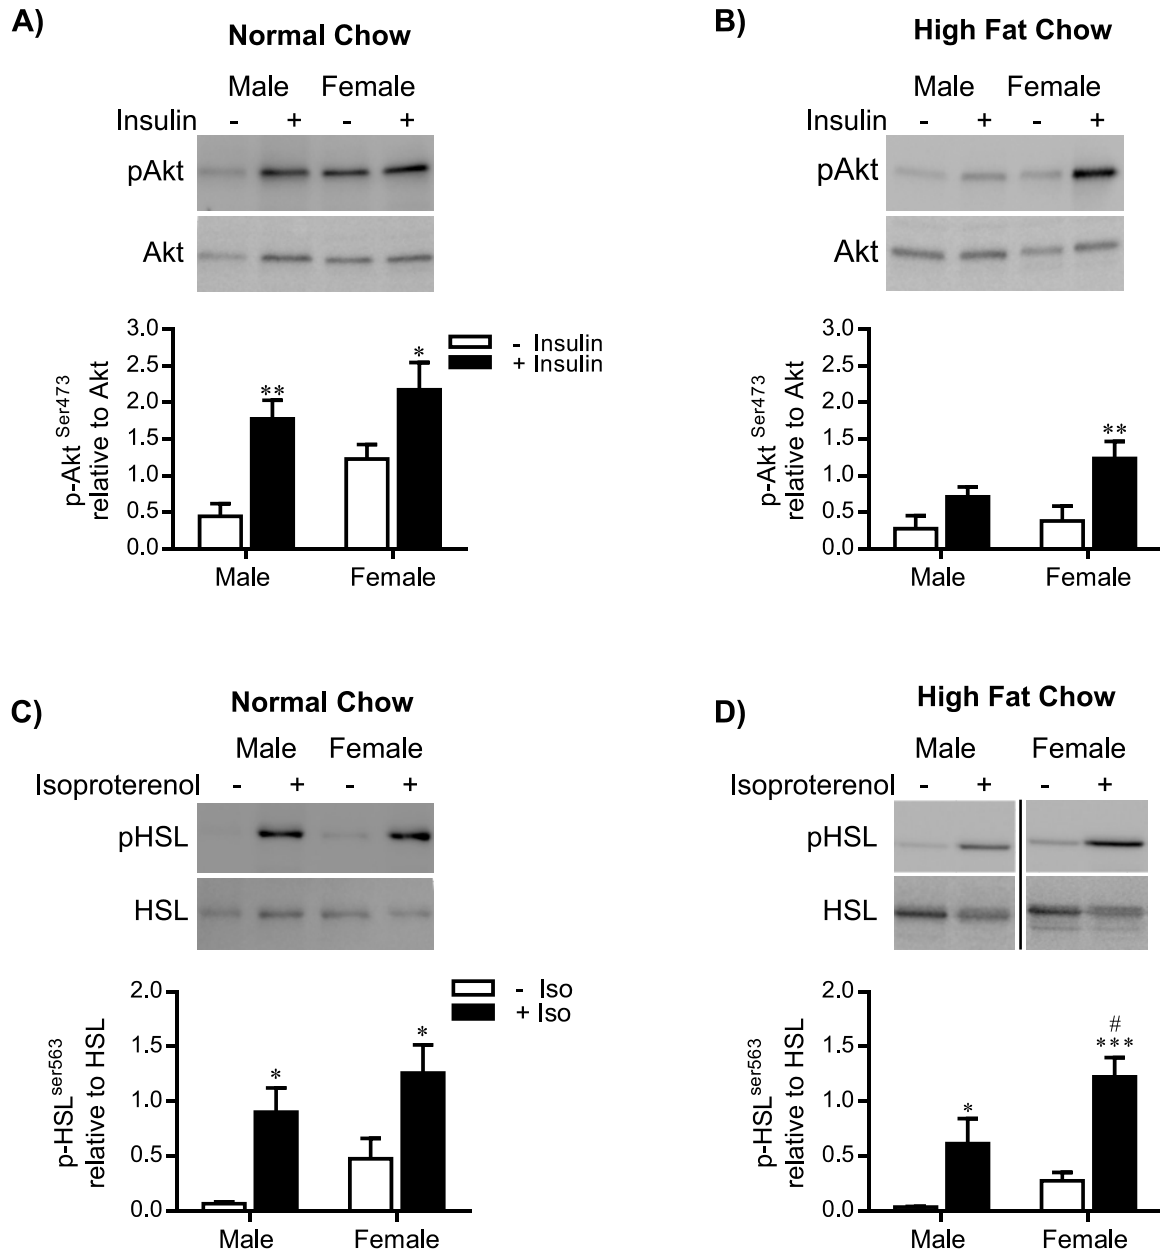 A)
Normal Chow
Male Female
Insulin - + - +
pAkt
Akt
3.0
2.5
2.0
1.5
1.0
0.5
0.0
p-Akt Ser473
relative to Akt
**
*
- Insulin
+ Insulin
Male Female
B)
High Fat Chow
Male Female
Insulin - + - +
pAkt
Akt
3.0
2.5
2.0
1.5
1.0
0.5
0.0
p-Akt Ser473
relative to Akt
**
Male Female
C)
Normal Chow
Male Female
Isoproterenol - + - +
pHSL
HSL
2.0
1.5
1.0
0.5
0.0
p-HSL ser563
relative to HSL
*
*
- Iso
+ Iso
Male Female
D)
High Fat Chow
Male Female
Isoproterenol - + - +
pHSL
HSL
2.0
1.5
1.0
0.5
0.0
p-HSL ser563
relative to HSL
*
#
***
Male Female